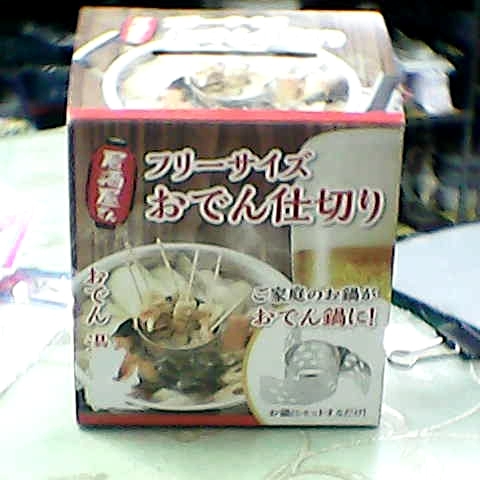 居酒屋
フリーサイズ
おでん仕切り
おでん
ご家庭のお鍋が
おでん鍋に!
お鍋にセットするだけ!